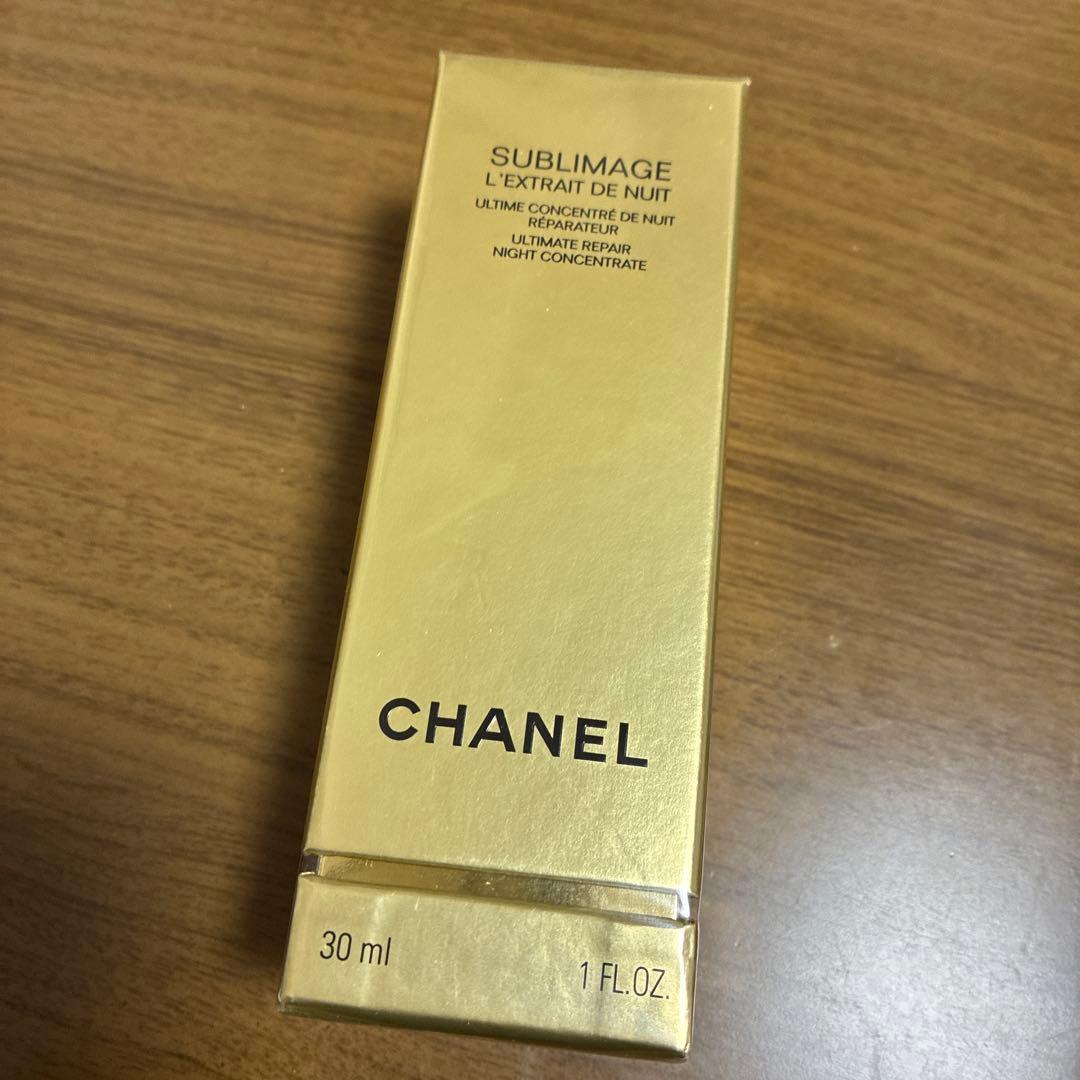 SUBLIMAGE
L'EXTRAIT DE NUIT
ULTIME CONCENTRÉ DE NUIT
RÉPARATEUR
ULTIMATE REPAIR
NIGHT CONCENTRATE
CHANEL
30 ml
1 FL.OZ.